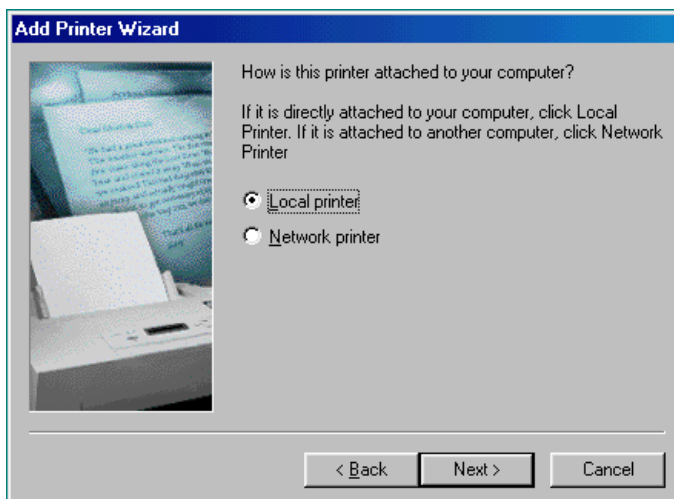 Add Printer Wizard
How is this printer attached to your computer?
If it is directly attached to your computer, click Local
Printer. If it is attached to another computer, click Network
Printer
Local printer
Network printer
< Back
Next >
Cancel